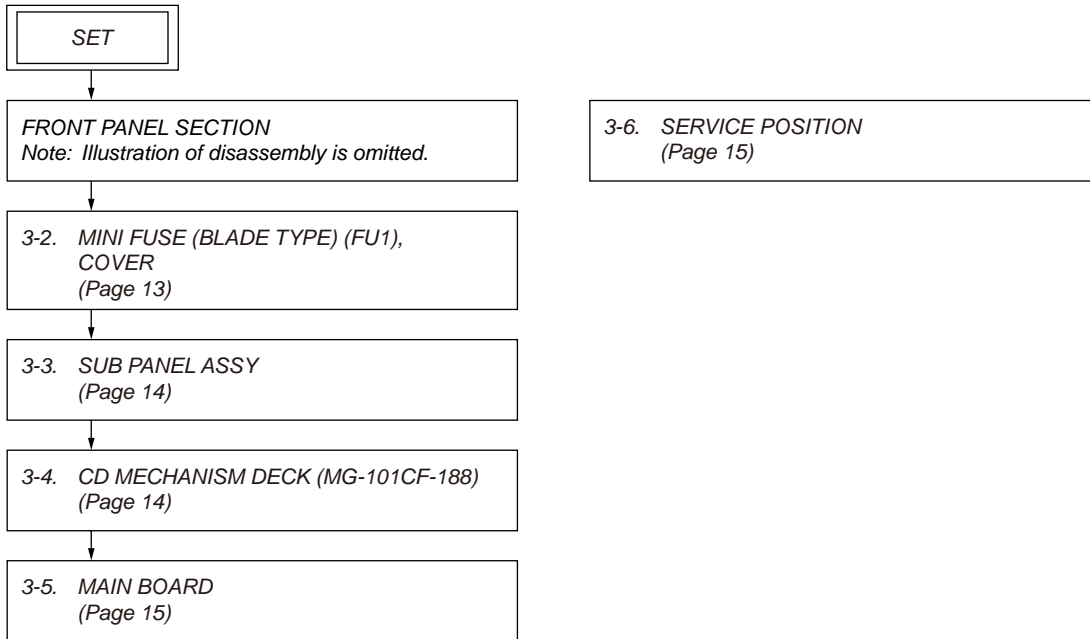 SET
FRONT PANEL SECTION
Note: Illustration of disassembly is omitted.
3-2. MINI FUSE (BLADE TYPE) (FU1),
COVER
(Page 13)
3-3. SUB PANEL ASSY
(Page 14)
3-4. CD MECHANISM DECK (MG-101CF-188)
(Page 14)
3-5. MAIN BOARD
(Page 15)
3-6. SERVICE POSITION
(Page 15)